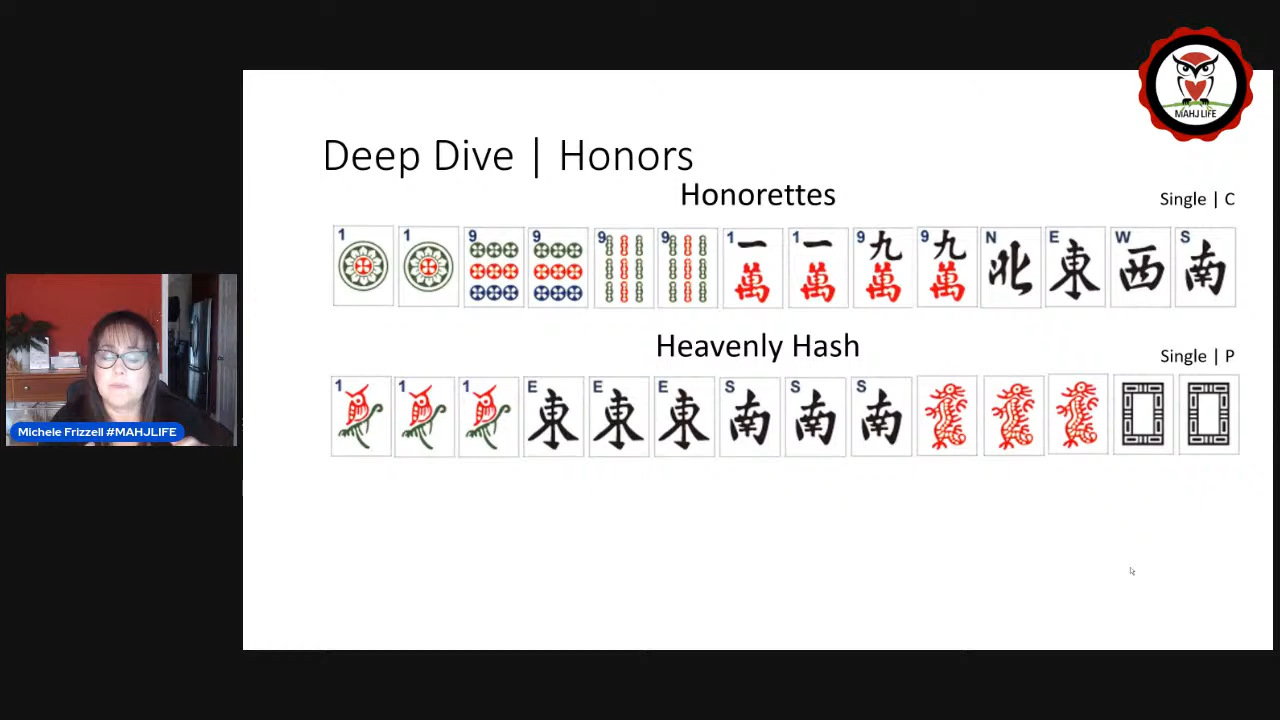 MAHJ LIFE
Deep Dive | Honors
Honorettes
Single | C
1 1 9 9 9 9 1 1 9 9 N E W S
一 一 九 九 北 東 西 南
萬 萬 萬 萬
Heavenly Hash
Single | P
1 1 1 E E E S S S
東 東 東 南 南 南
Michele Frizzell #MAHJLIFE